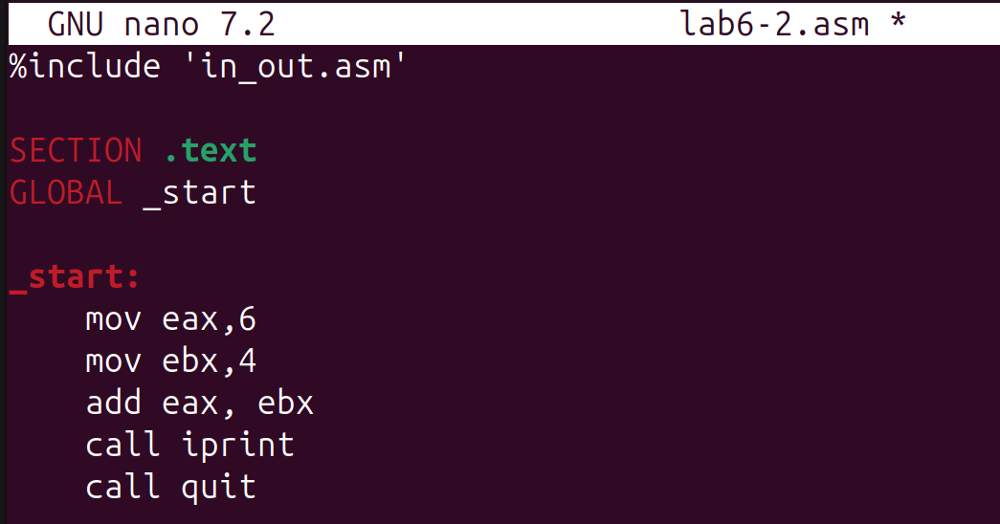 GNU nano 7.2 lab6-2.asm *
%include 'in_out.asm'
SECTION .text
GLOBAL _start
_start:
mov eax,6
mov ebx,4
add eax, ebx
call iprint
call quit